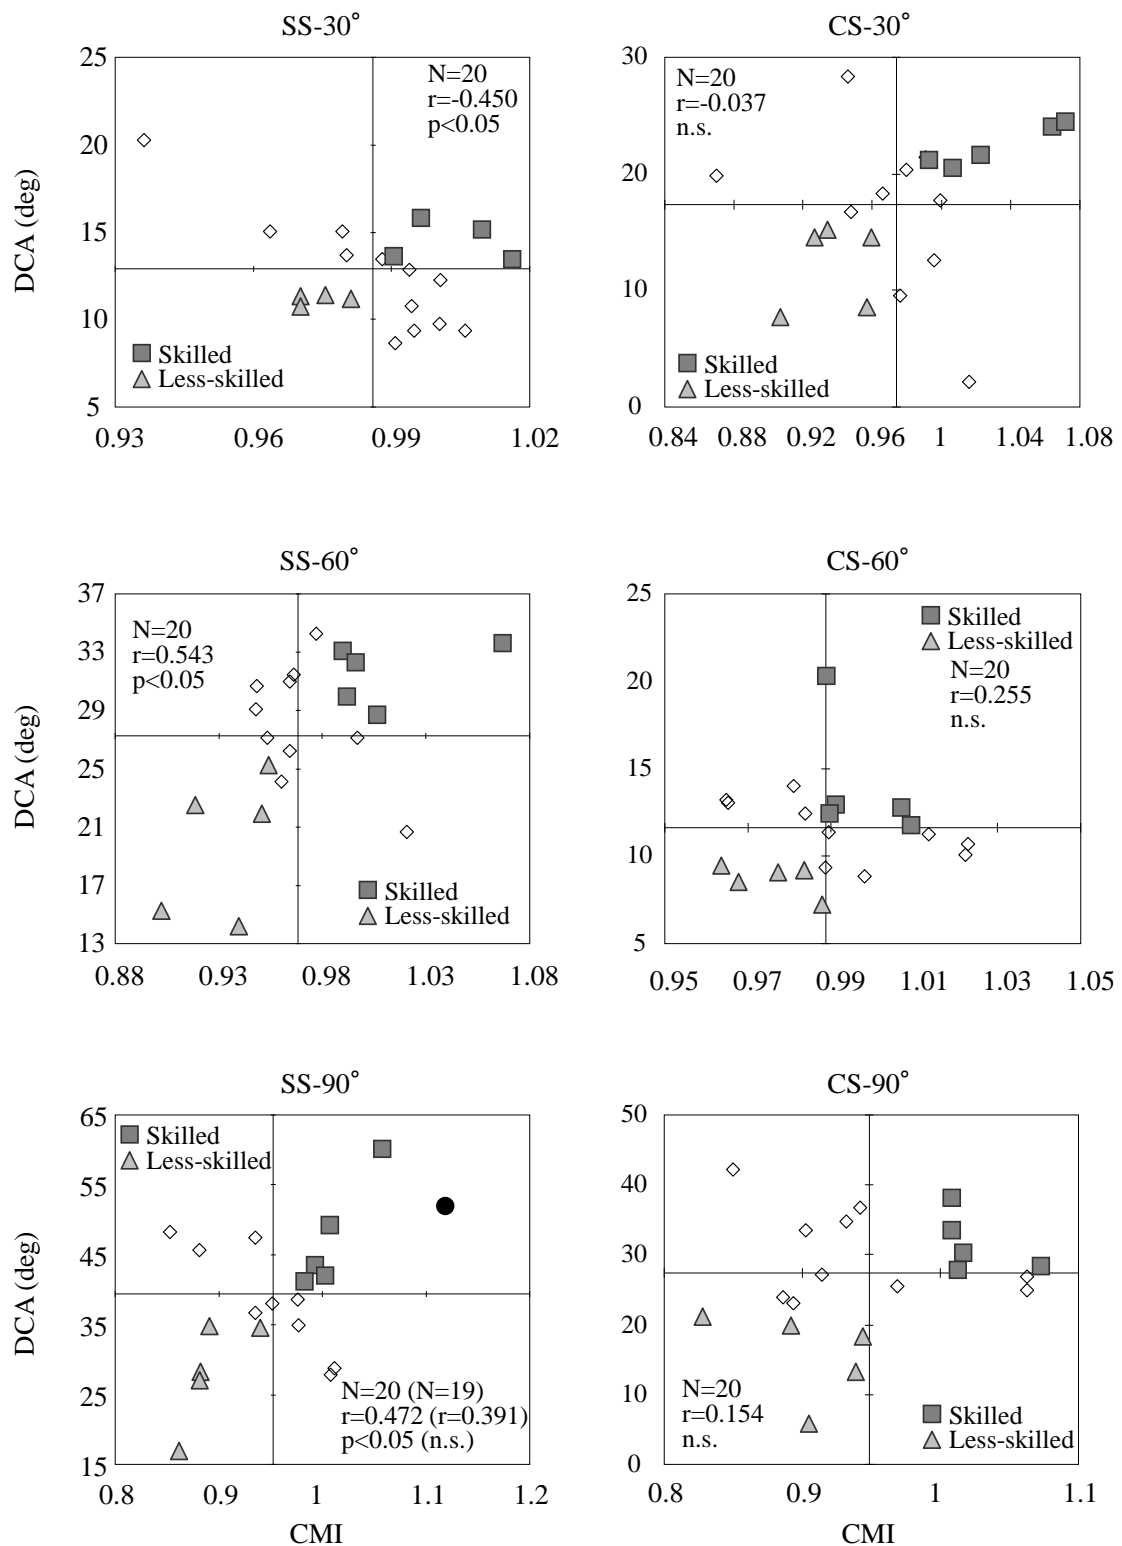 SS-30°
25
20
15
10
5
DCA (deg)
N=20
r=-0.450
p<0.05
Skilled
Less-skilled
0.93
0.96
0.99
1.02
CS-30°
30
20
10
0
N=20
r=-0.037
n.s.
Skilled
Less-skilled
0.84
0.88
0.92
0.96
1
1.04
1.08
SS-60°
37
33
29
25
21
17
13
DCA (deg)
N=20
r=0.543
p<0.05
Skilled
Less-skilled
0.88
0.93
0.98
1.03
1.08
CS-60°
25
20
15
10
5
Skilled
Less-skilled
N=20
r=0.255
n.s.
0.95
0.97
0.99
1.01
1.03
1.05
SS-90°
65
55
45
35
25
15
DCA (deg)
Skilled
Less-skilled
N=20 (N=19)
r=0.472 (r=0.391)
p<0.05 (n.s.)
0.8
0.9
1
1.1
1.2
CMI
CS-90°
50
40
30
20
10
0
N=20
r=0.154
n.s.
Skilled
Less-skilled
0.8
0.9
1
1.1
CMI